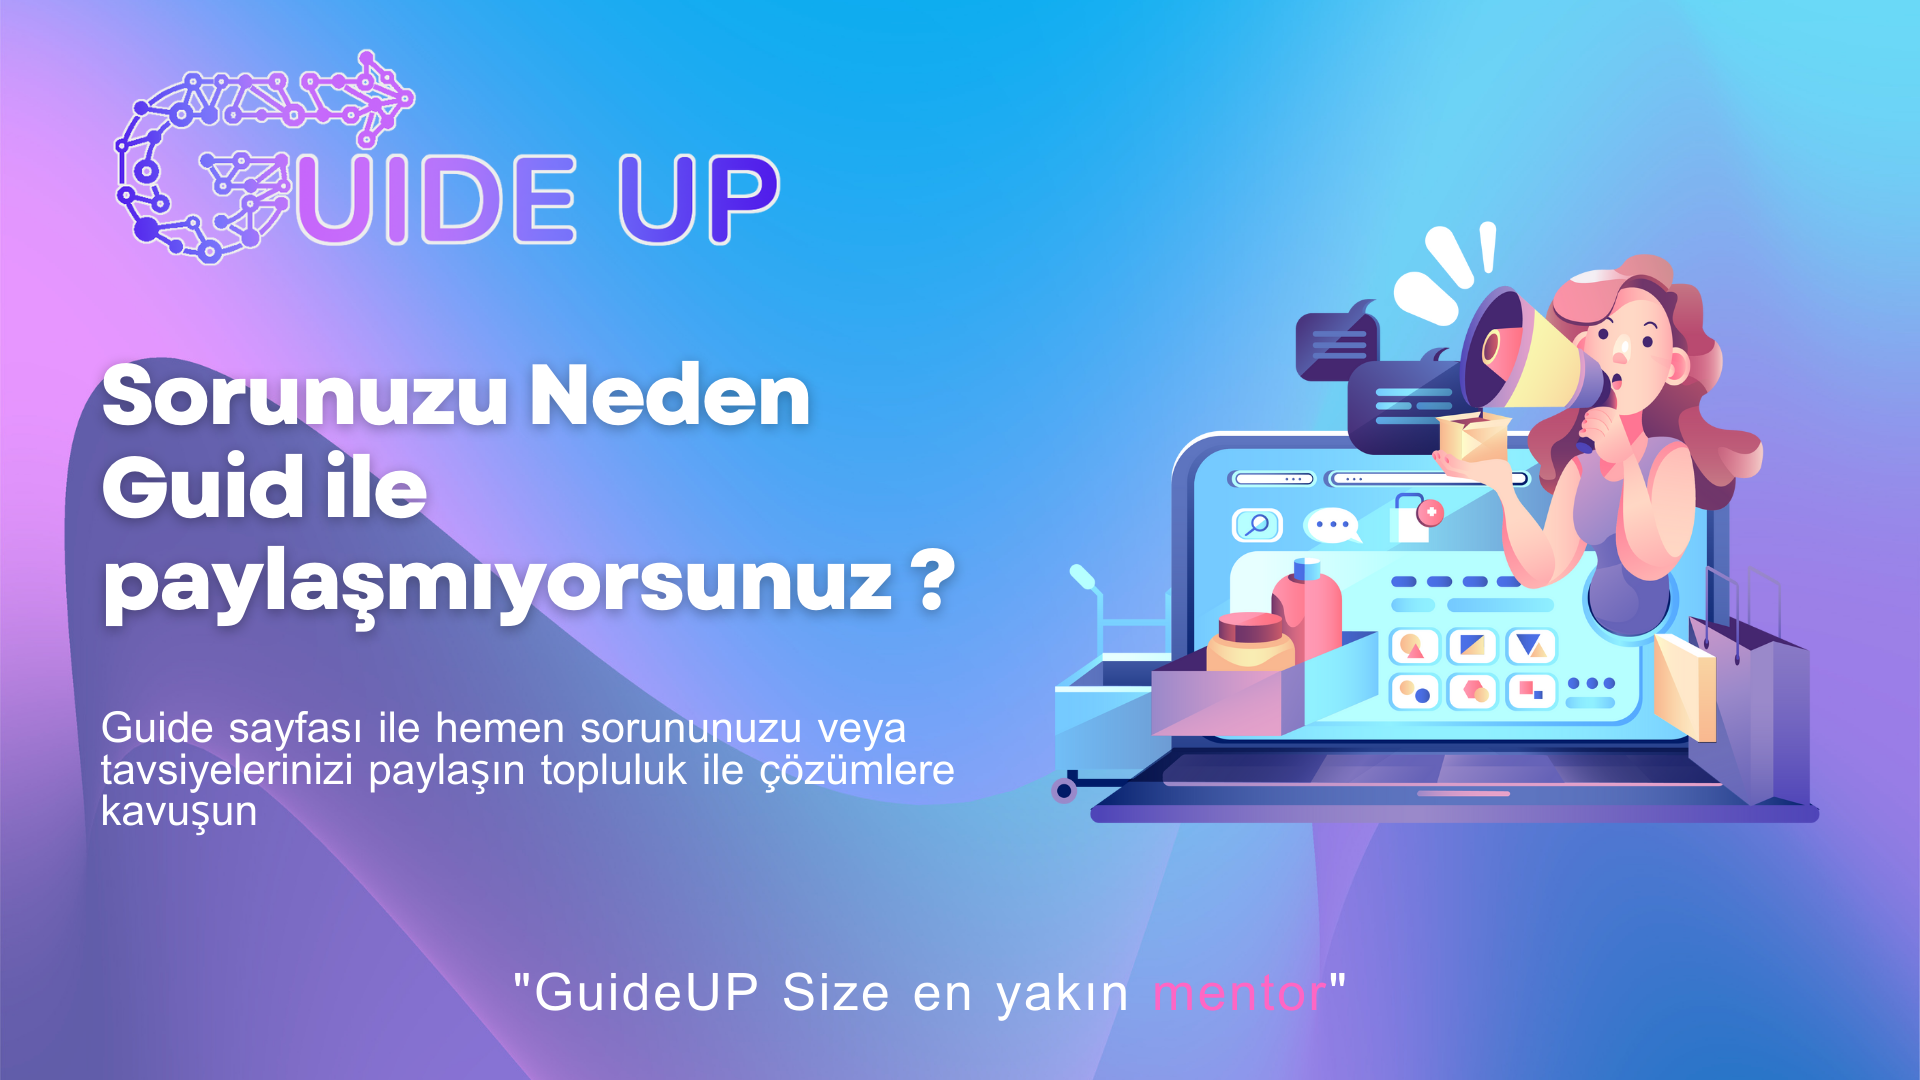 GUIDE UP
Sorunuzu Neden
Guid ile
paylaşmıyorsunuz ?
Guide sayfası ile hemen sorununuzu veya
tavsiyelerinizi paylaşın topluluk ile çözümlere
kavuşun
"GuideUP Size en yakın mentor"